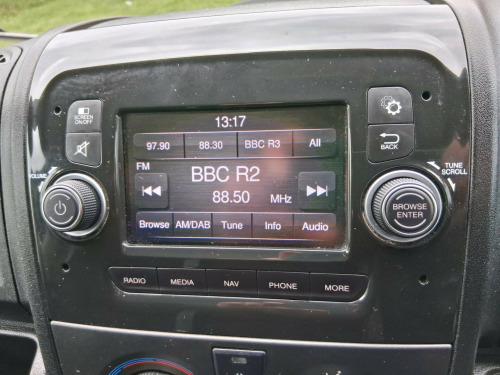 13:17
SCREEN
ON/OFF
97.90 88.30 BBC R3 All
BACK
FM
BBC R2
88.50 MHz
VOLUME
TUNE
SCROLL
BROWSE
ENTER
Browse AM/DAB Tune Info Audio
RADIO MEDIA NAV PHONE MORE